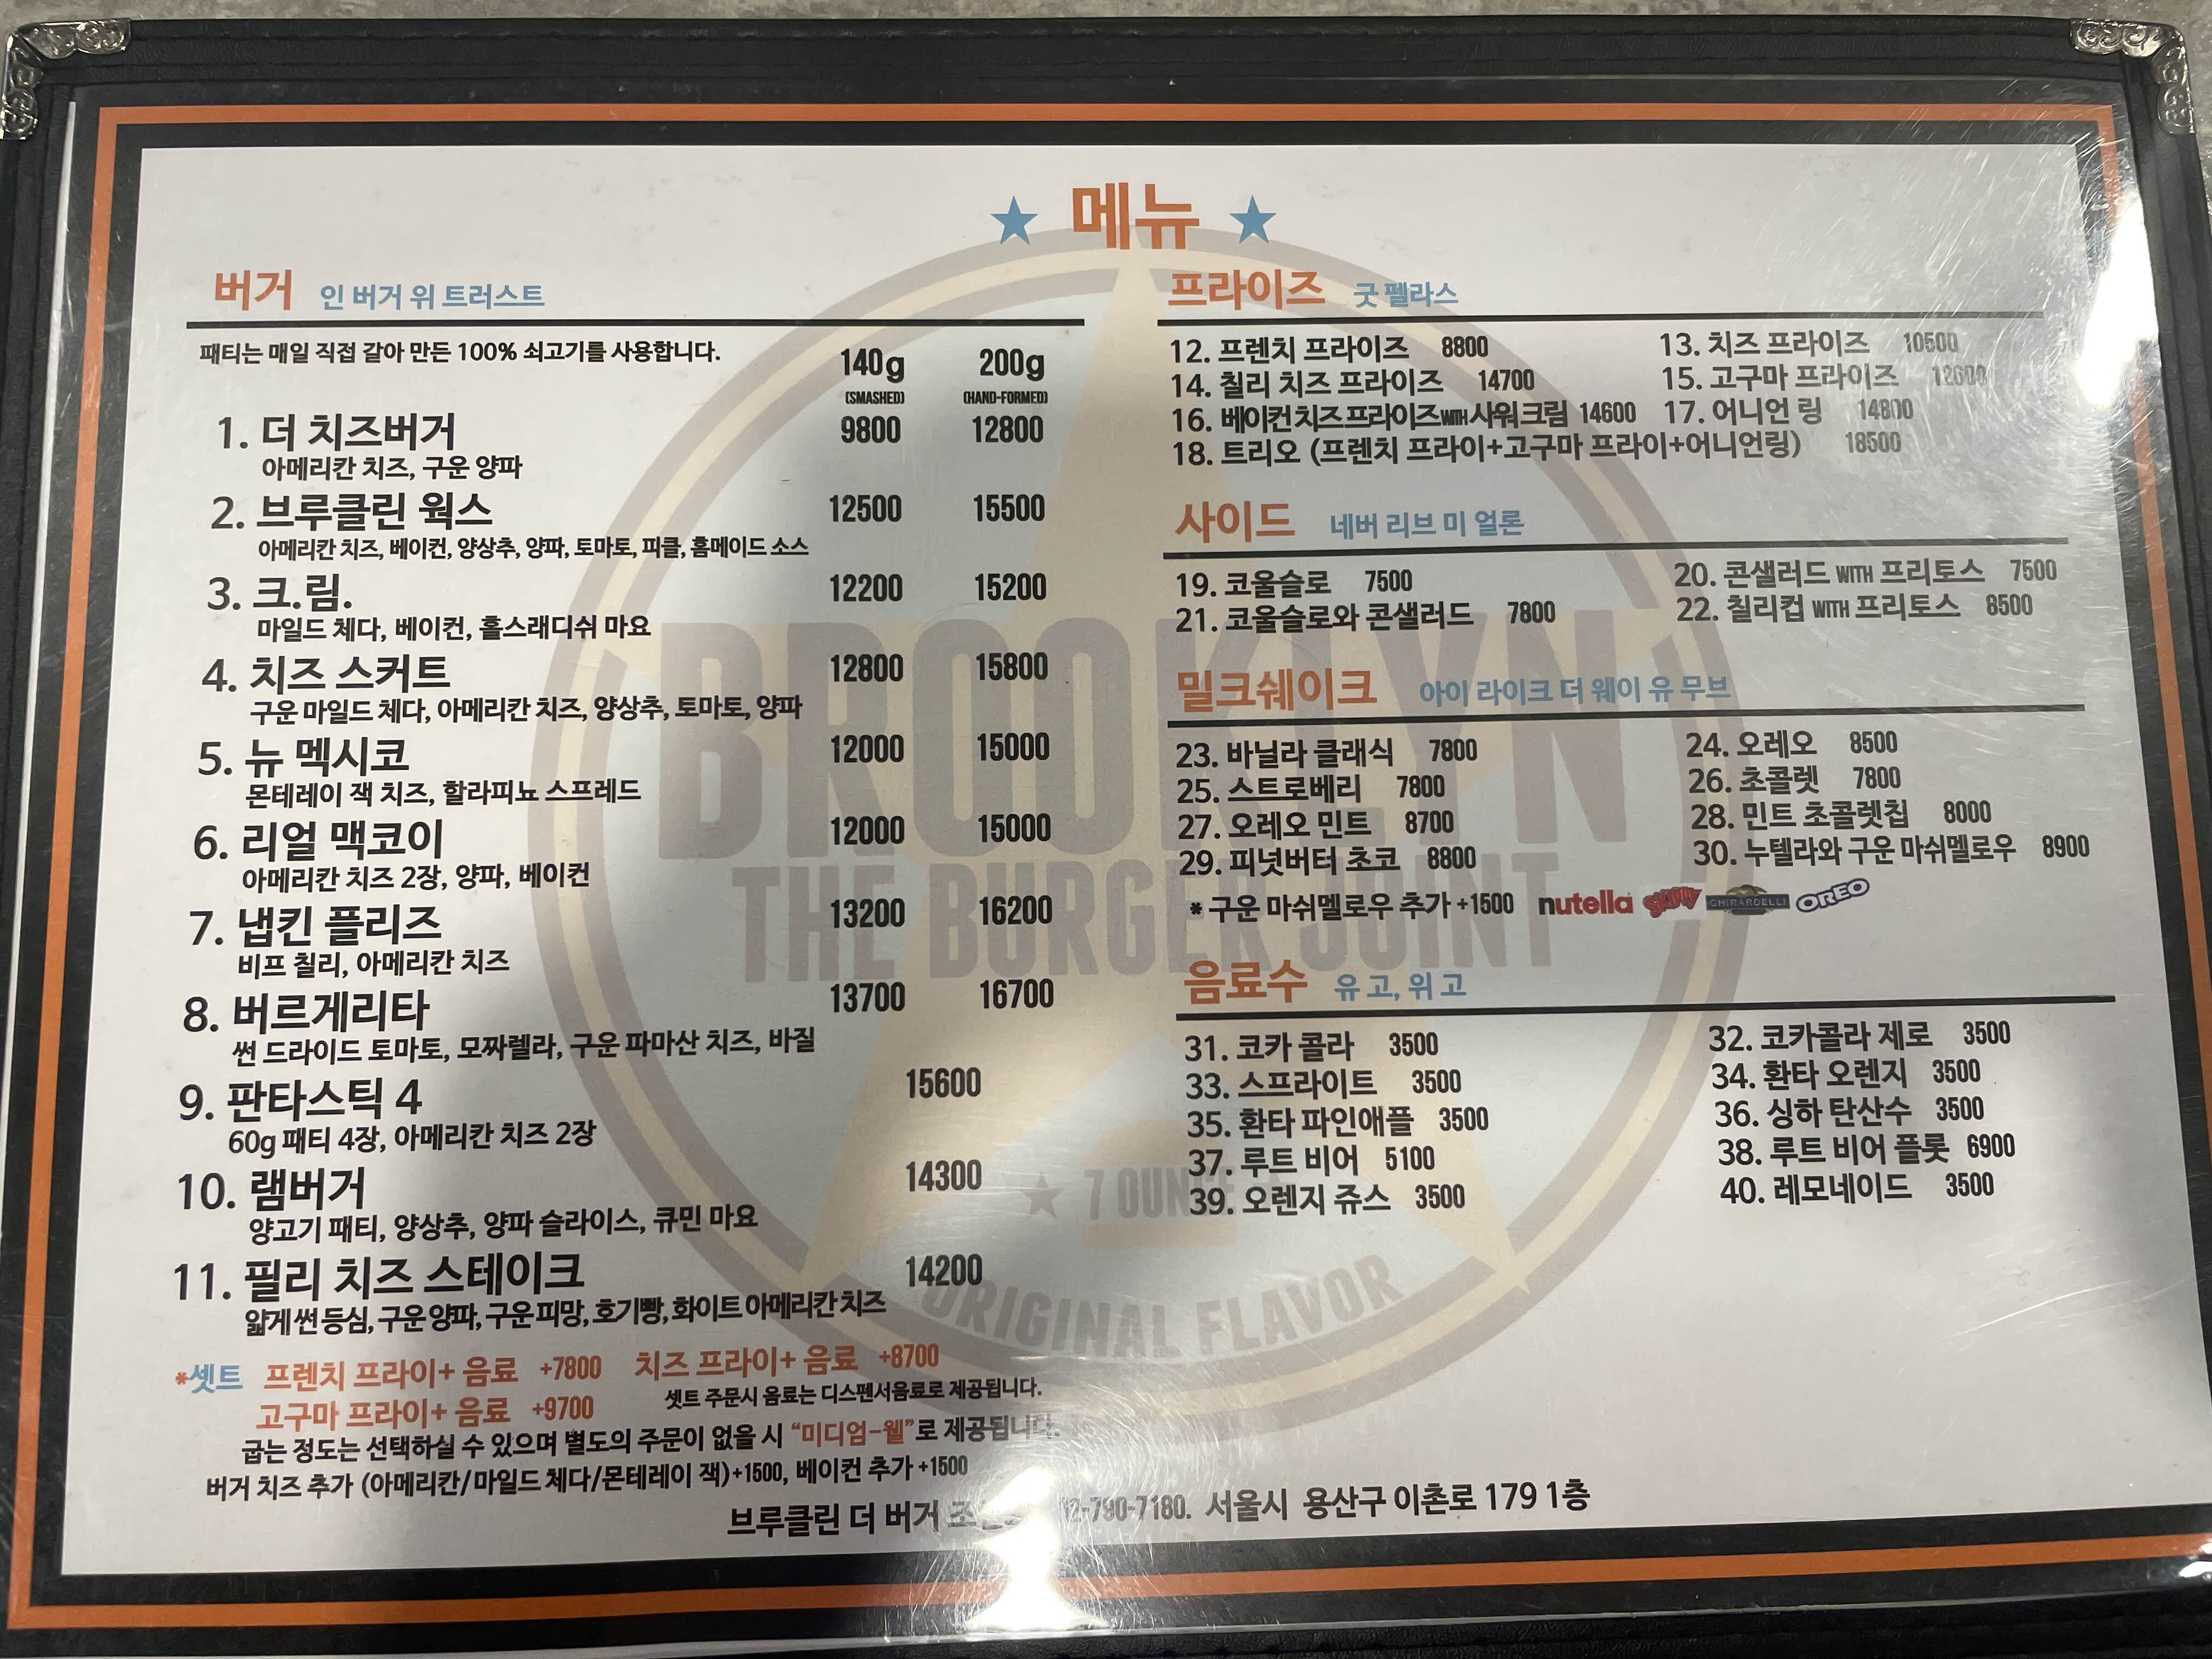 메뉴
버거 인 버거 위 트러스트
패티는 매일 직접 갈아 만든 100% 쇠고기를 사용합니다.
140g 200g
(SMASHED) (HAND-FORMED)
1. 더 치즈버거 9800 12800
아메리칸 치즈, 구운 양파
2. 브루클린 웍스 12500 15500
아메리칸 치즈, 베이컨, 양상추, 양파, 토마토, 피클, 홈메이드 소스
3. 크.림. 12200 15200
마일드 체다, 베이컨, 홀스래디쉬 마요
4. 치즈 스커트 12800 15800
구운 마일드 체다, 아메리칸 치즈, 양상추, 토마토, 양파
5. 뉴 멕시코 12000 15000
몬테레이 잭 치즈, 할라피뇨 스프레드
6. 리얼 맥코이 12000 15000
아메리칸 치즈 2장, 양파, 베이컨
7. 냅킨 플리즈 13200 16200
비프 칠리, 아메리칸 치즈
8. 버르게리타 13700 16700
썬 드라이드 토마토, 모짜렐라, 구운 파마산 치즈, 바질
9. 판타스틱 4 15600
60g 패티 4장, 아메리칸 치즈 2장
10. 램버거 14300
양고기 패티, 양상추, 양파 슬라이스, 큐민 마요
11. 필리 치즈 스테이크 14200
얇게 썬 등심, 구운 양파, 구운 피망, 호기빵, 화이트 아메리칸 치즈
*셋트 프렌치 프라이+ 음료 +7800 치즈 프라이+ 음료 +8700
고구마 프라이+ 음료 +9700 셋트 주문시 음료는 디스펜서음료로 제공됩니다.
굽는 정도는 선택하실 수 있으며 별도의 주문이 없을 시 “미디엄-웰”로 제공됩니다.
버거 치즈 추가 (아메리칸/마일드 체다/몬테레이 잭)+1500, 베이컨 추가 +1500
프라이즈 굿 펠라스
12. 프렌치 프라이즈 8800 13. 치즈 프라이즈 10500
14. 칠리 치즈 프라이즈 14700 15. 고구마 프라이즈
16. 베이컨 치즈 프라이즈 WITH 사워크림 14600 17. 어니언 링 14800
18. 트리오 (프렌치 프라이+고구마 프라이+어니언링) 18500
사이드 네버 리브 미 얼론
19. 코울슬로 7500 20. 콘샐러드 WITH 프리토스 7500
21. 코울슬로와 콘샐러드 7800 22. 칠리컵 WITH 프리토스 8500
밀크쉐이크 아이 라이크 더 웨이 유 무브
23. 바닐라 클래식 7800 24. 오레오 8500
25. 스트로베리 7800 26. 초콜렛 7800
27. 오레오 민트 8700 28. 민트 초콜렛칩 8000
29. 피넛버터 초코 8800 30. 누텔라와 구운 마쉬멜로우 8900
* 구운 마쉬멜로우 추가 +1500 nutella SKIPPY GHIRARDELLI OREO
음료수 유 고, 위 고
31. 코카 콜라 3500 32. 코카콜라 제로 3500
33. 스프라이트 3500 34. 환타 오렌지 3500
35. 환타 파인애플 3500 36. 싱하 탄산수 3500
37. 루트 비어 5100 38. 루트 비어 플롯 6900
39. 오렌지 쥬스 3500 40. 레모네이드 3500
브루클린 더 버거 서울시 용산구 이촌로 179 1층
BROOKLYN
THE BURGER JOINT
ORIGINAL FLAVOR